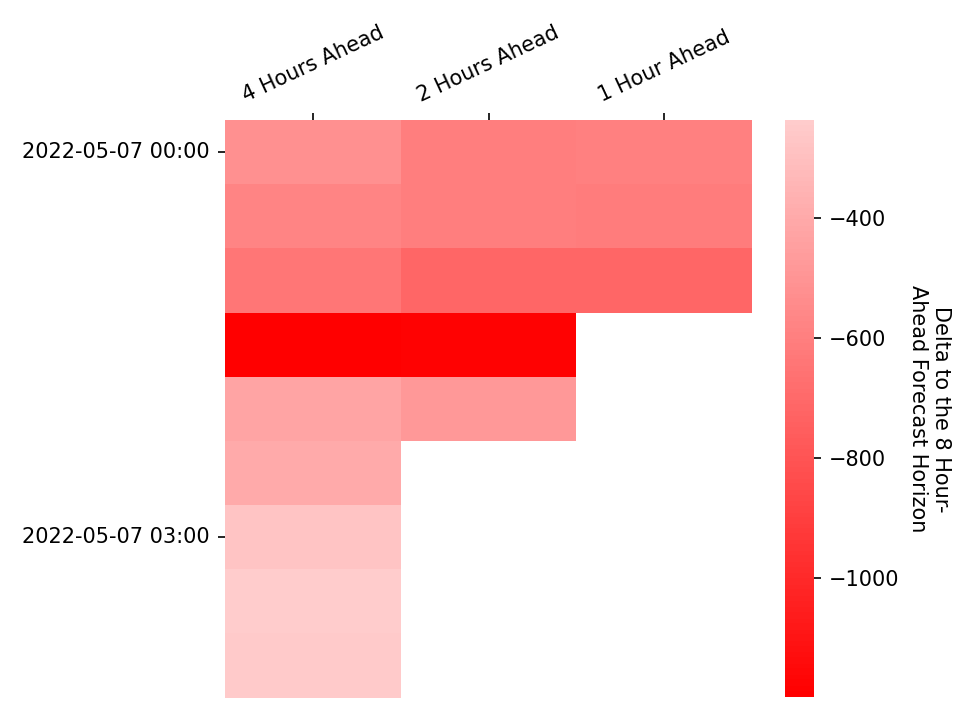 4 Hours Ahead
2 Hours Ahead
1 Hour Ahead
2022-05-07 00:00
2022-05-07 03:00
−400
−600
−800
−1000
Delta to the 8 Hour-
Ahead Forecast Horizon